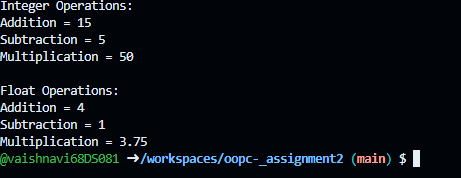 Integer Operations:
Addition = 15
Subtraction = 5
Multiplication = 50
Float Operations:
Addition = 4
Subtraction = 1
Multiplication = 3.75
@vaishnavi68DS081 ➜/workspaces/oopc-_assignment2 (main) $